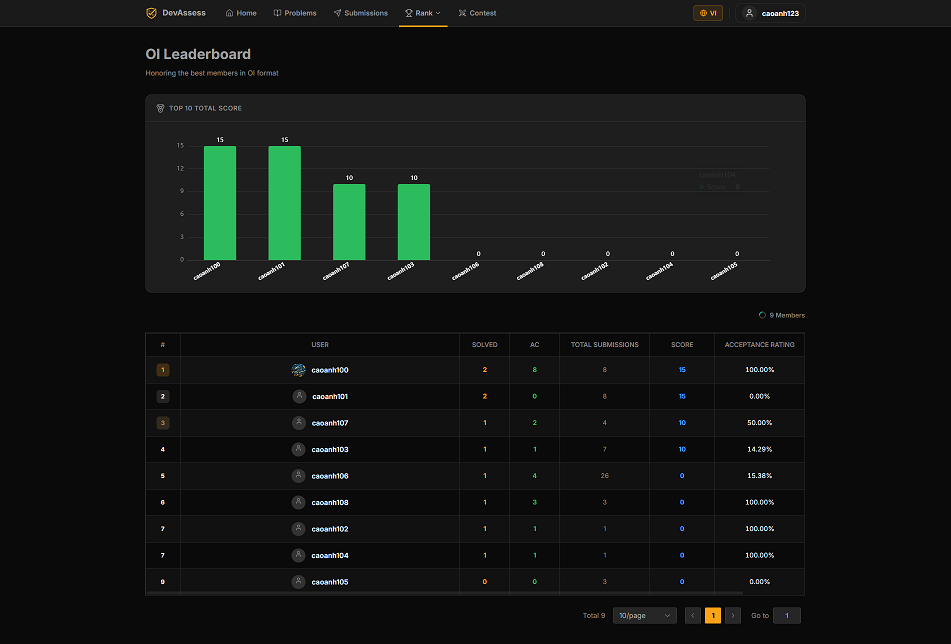 DevAssess Home Problems Submissions Rank Contest VI caoanh123
OI Leaderboard
Honoring the best members in OI format
TOP 10 TOTAL SCORE
15 15 10 10 0 0 0 0 0
15
12
9
6
3
0
caoanh104
Score 0
caoanh100 caoanh101 caoanh107 caoanh103 caoanh106 caoanh108 caoanh102 caoanh104 caoanh105
9 Members
# USER SOLVED AC TOTAL SUBMISSIONS SCORE ACCEPTANCE RATING
1 caoanh100 2 8 8 15 100.00%
2 caoanh101 2 0 8 15 0.00%
3 caoanh107 1 2 4 10 50.00%
4 caoanh103 1 1 7 10 14.29%
5 caoanh106 1 4 26 0 15.38%
6 caoanh108 1 3 3 0 100.00%
7 caoanh102 1 1 1 0 100.00%
7 caoanh104 1 1 1 0 100.00%
9 caoanh105 0 0 3 0 0.00%
Total 9 10/page 1 Go to 1